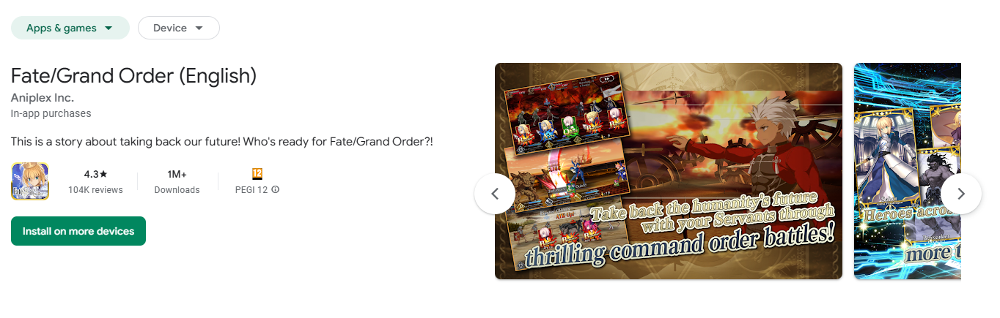 Apps & games
Device
Fate/Grand Order (English)
Aniplex Inc.
In-app purchases
This is a story about taking back our future! Who's ready for Fate/Grand Order?!
4.3★
104K reviews
1M+
Downloads
12
PEGI 12
Install on more devices
Take back the humanity's future
with your Servants through
thrilling command order battles!
Saber
Heroes acros
Berserker
more t